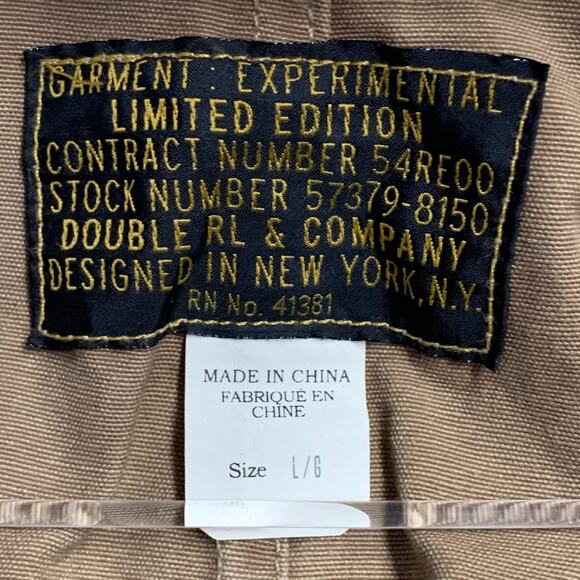 GARMENT : EXPERIMENTAL
LIMITED EDITION
CONTRACT NUMBER 54RE00
STOCK NUMBER 57379-8150
DOUBLE RL & COMPANY
DESIGNED IN NEW YORK, N.Y.
RN No. 41381
MADE IN CHINA
FABRIQUÉ EN
CHINE
Size L/G